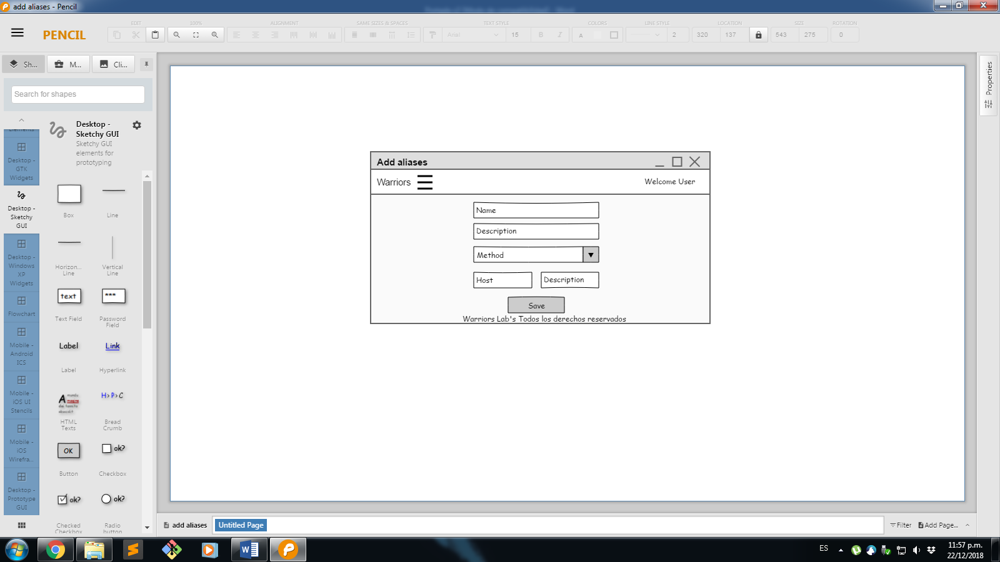 add aliases - Pencil
PENCIL
EDIT
100%
ALIGNMENT
SAME SIZES & SPACES
TEXT STYLE
COLORS
LINE STYLE
LOCATION
SIZE
ROTATION
Arial
15
B
I
A
2
320
137
543
275
0
Sh...
M...
Cli...
Search for shapes
Properties
Elements
Desktop -
GTK
Widgets
Desktop -
Sketchy
GUI
Desktop -
Windows
XP
Widgets
Flowchart
Mobile -
Android
ICS
Mobile -
iOS UI
Stencils
Mobile -
iOS
Wirefra...
Desktop -
Prototype
GUI
Desktop -
Sketchy GUI
Sketchy GUI
elements for
prototyping
Box
Line
Horizon...
Line
Vertical
Line
text
***
Text Field
Password
Field
Label
Link
Label
Hyperlink
H>P>C
HTML
Texts
Bread
Crumb
OK
ok?
Button
Checkbox
ok?
ok?
Checked
Checkbox
Radio
button
Add aliases
Warriors
Welcome User
Name
Description
Method
Host
Description
Save
Warriors Lab's Todos los derechos reservados
add aliases
Untitled Page
Filter
Add Page...
ES
11:57 p.m.
22/12/2018